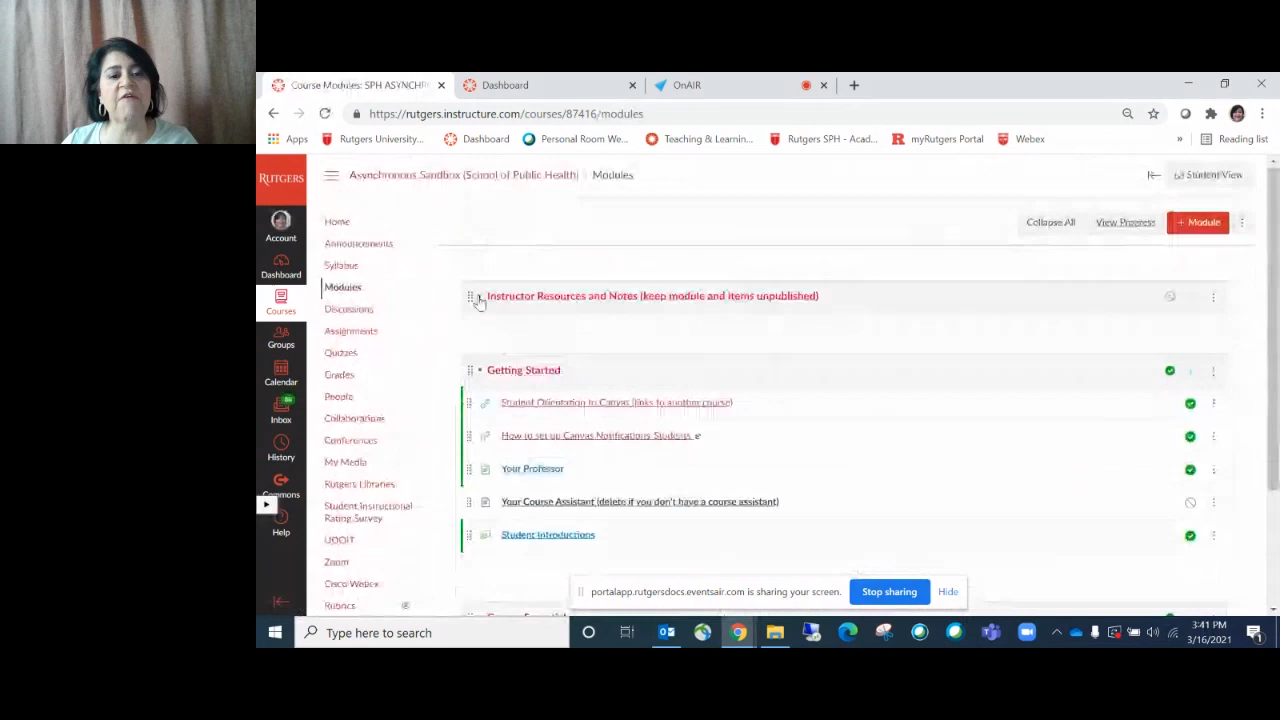 Course Modules: SPH ASYNCHR
Dashboard
OnAIR
https://rutgers.instructure.com/courses/87416/modules
Apps
Rutgers University...
Dashboard
Personal Room We...
Teaching & Learnin...
Rutgers SPH - Acad...
myRutgers Portal
Webex
»
Reading list
RUTGERS
Asynchronous Sandbox (School of Public Health)
Modules
Student View
Account
Dashboard
Courses
Groups
Calendar
Inbox
History
Commons
Help
Home
Announcements
Syllabus
Modules
Discussions
Assignments
Quizzes
Grades
People
Collaborations
Conferences
My Media
Rutgers Libraries
Student Instructional
Rating Survey
UDOIT
Zoom
Cisco Webex
Rubrics
Collapse All
View Progress
+ Module
Instructor Resources and Notes (keep module and items unpublished)
Getting Started
Student Orientation to Canvas (links to another course)
How to set up Canvas Notifications Students
Your Professor
Your Course Assistant (delete if you don't have a course assistant)
Student Introductions
portalapp.rutgersdocs.eventsair.com is sharing your screen.
Stop sharing
Hide
Type here to search
3:41 PM
3/16/2021